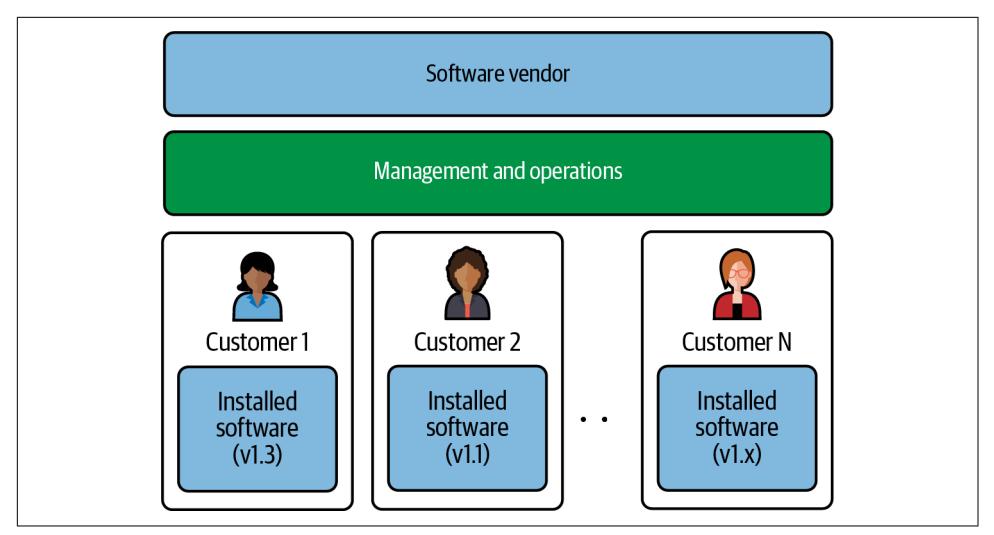 Software vendor
Management and operations
Customer 1
Installed
software
(v1.3)
Customer 2
Installed
software
(v1.1)
. .
Customer N
Installed
software
(v1.x)